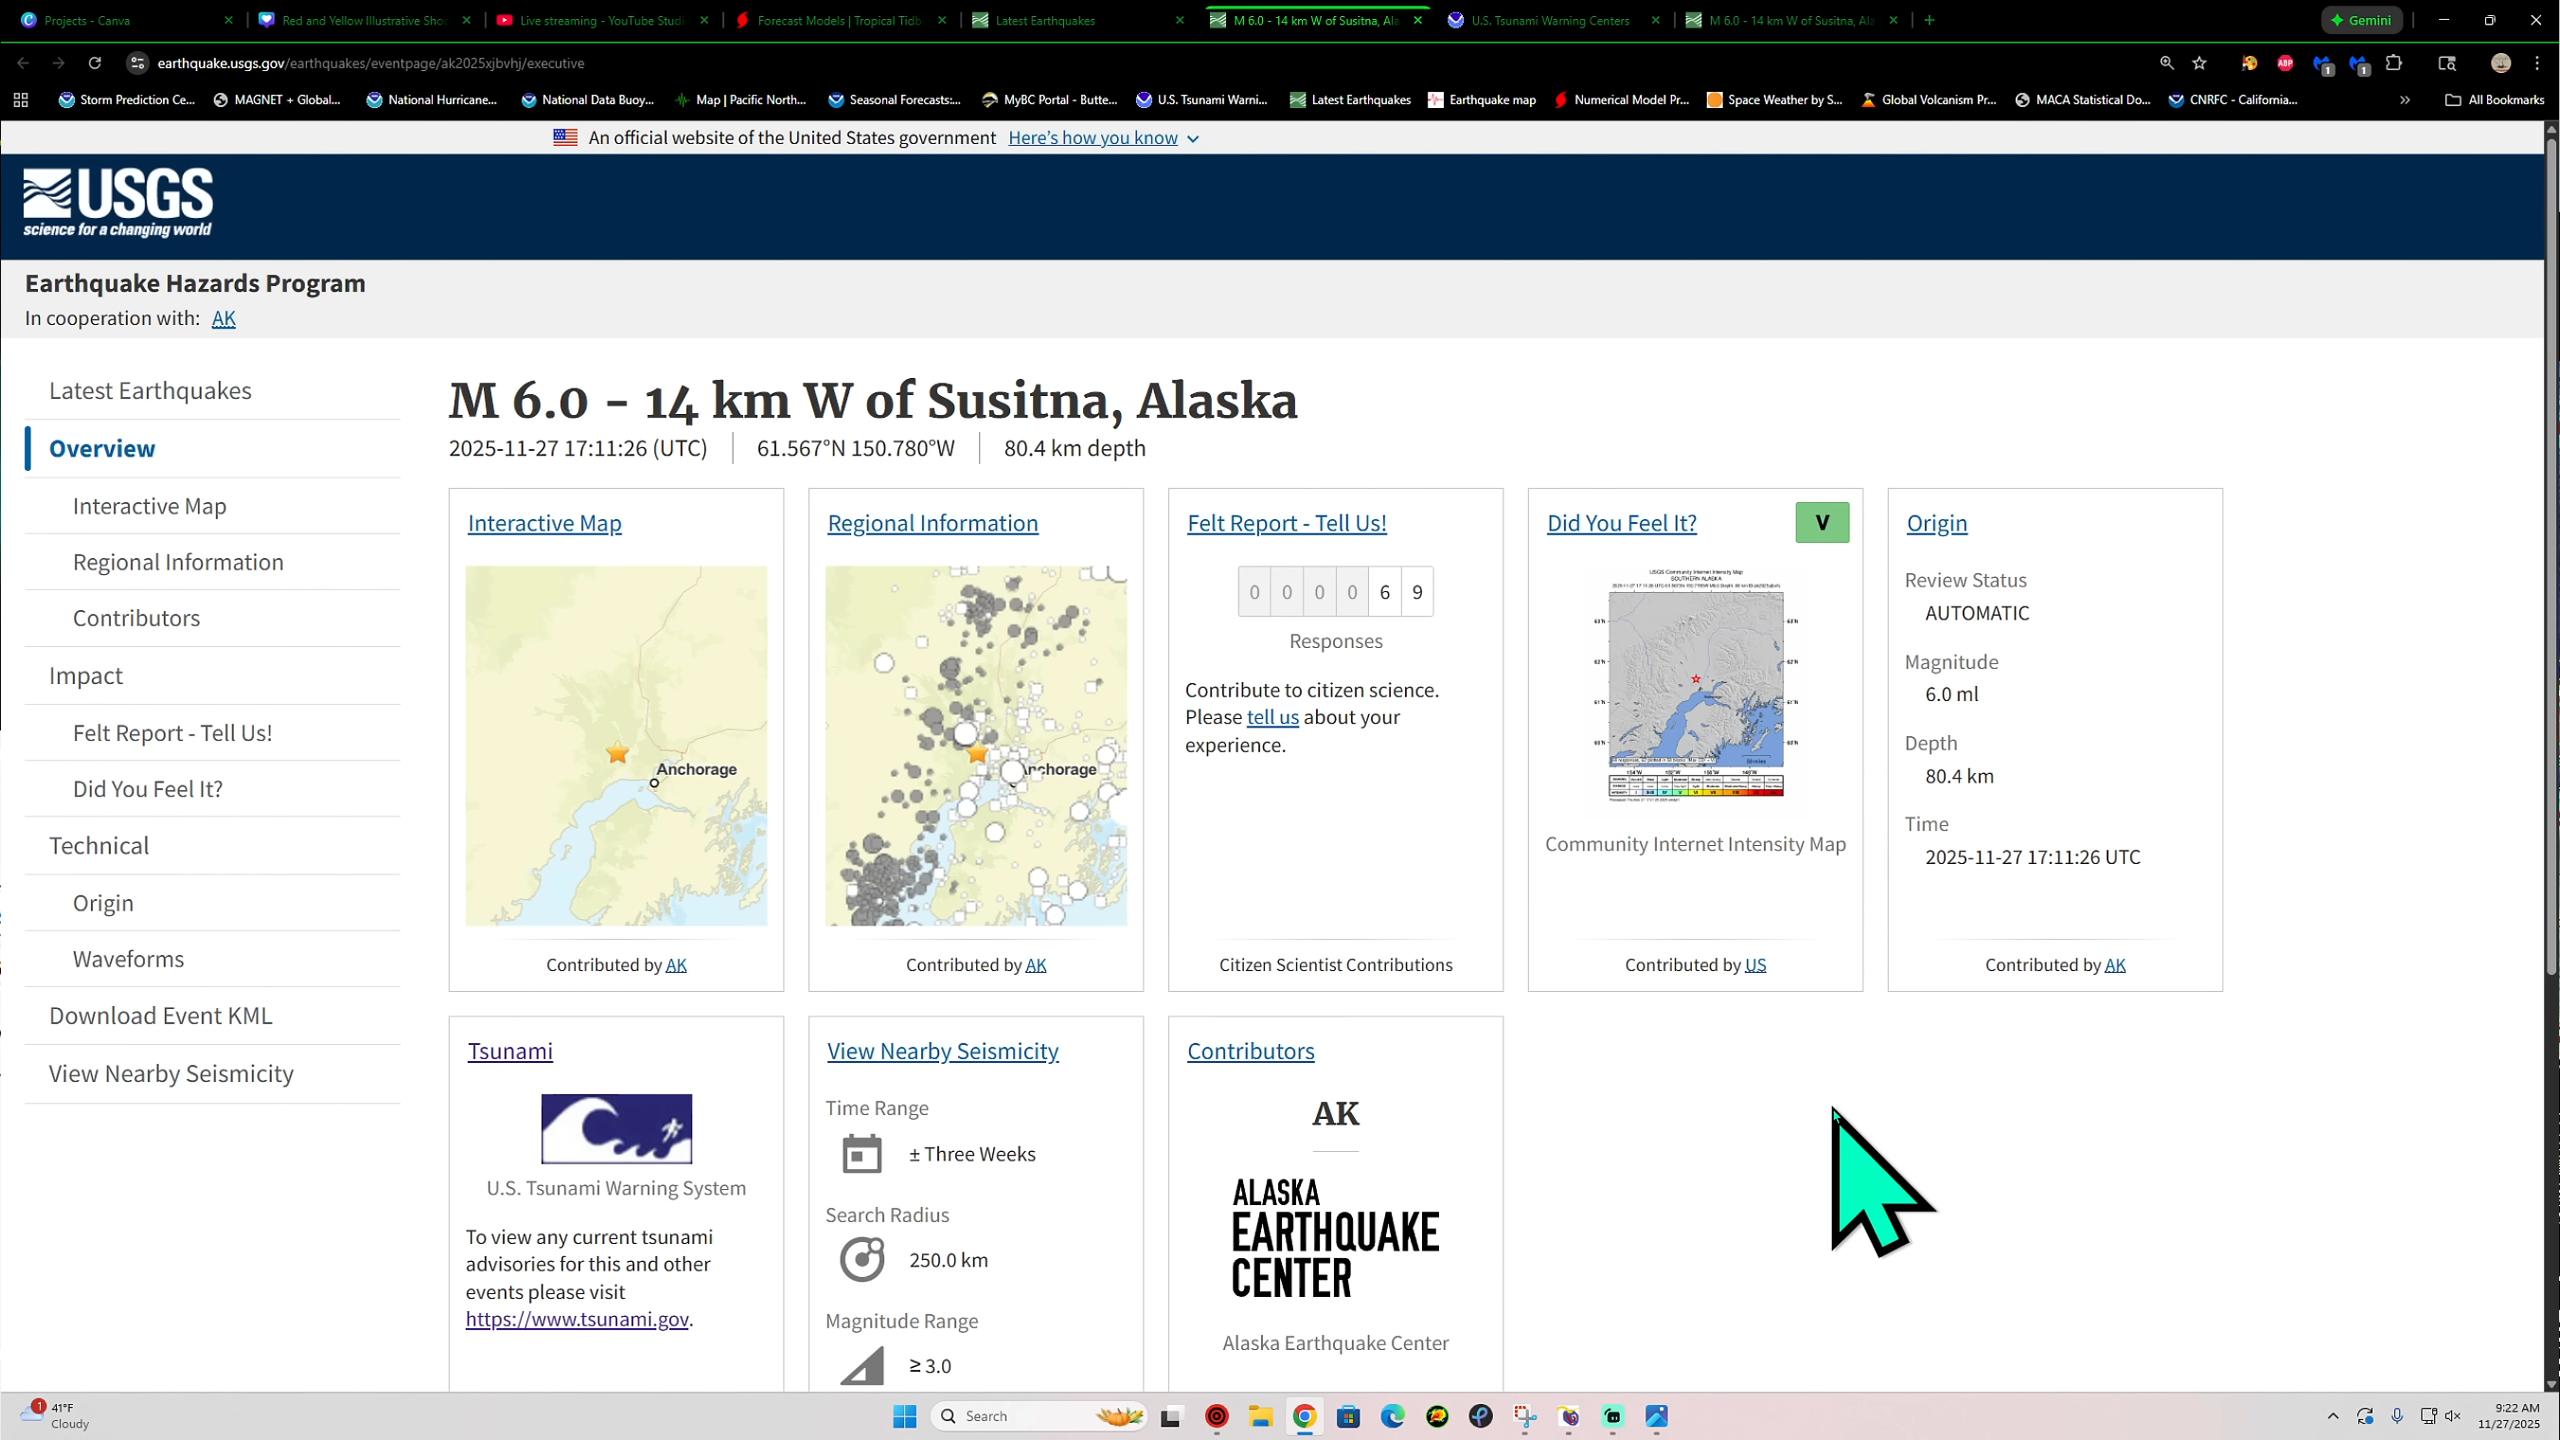 Projects - Canva
Red and Yellow Illustrative Sho
Live streaming - YouTube Studi
Forecast Models | Tropical Tidb
Latest Earthquakes
M 6.0 - 14 km W of Susitna, Ala
U.S. Tsunami Warning Centers
M 6.0 - 14 km W of Susitna, Ala
Gemini
earthquake.usgs.gov/earthquakes/eventpage/ak2025xjbvhj/executive
ABP
1
1
Storm Prediction Ce...
MAGNET + Global...
National Hurricane...
National Data Buoy...
Map | Pacific North...
Seasonal Forecasts:...
MyBC Portal - Butte...
U.S. Tsunami Warni...
Latest Earthquakes
Earthquake map
Numerical Model Pr...
Space Weather by S...
Global Volcanism Pr...
MACA Statistical Do...
CNRFC - California...
All Bookmarks
An official website of the United States government Here's how you know
USGS
science for a changing world
Earthquake Hazards Program
In cooperation with: AK
Latest Earthquakes
Overview
Interactive Map
Regional Information
Contributors
Impact
Felt Report - Tell Us!
Did You Feel It?
Technical
Origin
Waveforms
Download Event KML
View Nearby Seismicity
M 6.0 - 14 km W of Susitna, Alaska
2025-11-27 17:11:26 (UTC)
61.567°N 150.780°W
80.4 km depth
Interactive Map
Anchorage
Contributed by AK
Regional Information
Anchorage
Contributed by AK
Felt Report - Tell Us!
0 0 0 0 6 9
Responses
Contribute to citizen science.
Please tell us about your
experience.
Citizen Scientist Contributions
Did You Feel It?
V
USGS Community Internet Intensity Map
SOUTHERN ALASKA
Community Internet Intensity Map
Contributed by US
Origin
Review Status
AUTOMATIC
Magnitude
6.0 ml
Depth
80.4 km
Time
2025-11-27 17:11:26 UTC
Contributed by AK
Tsunami
U.S. Tsunami Warning System
To view any current tsunami
advisories for this and other
events please visit
https://www.tsunami.gov.
View Nearby Seismicity
Time Range
± Three Weeks
Search Radius
250.0 km
Magnitude Range
≥ 3.0
Contributors
AK
ALASKA
EARTHQUAKE
CENTER
Alaska Earthquake Center
1
41°F
Cloudy
Search
9:22 AM
11/27/2025